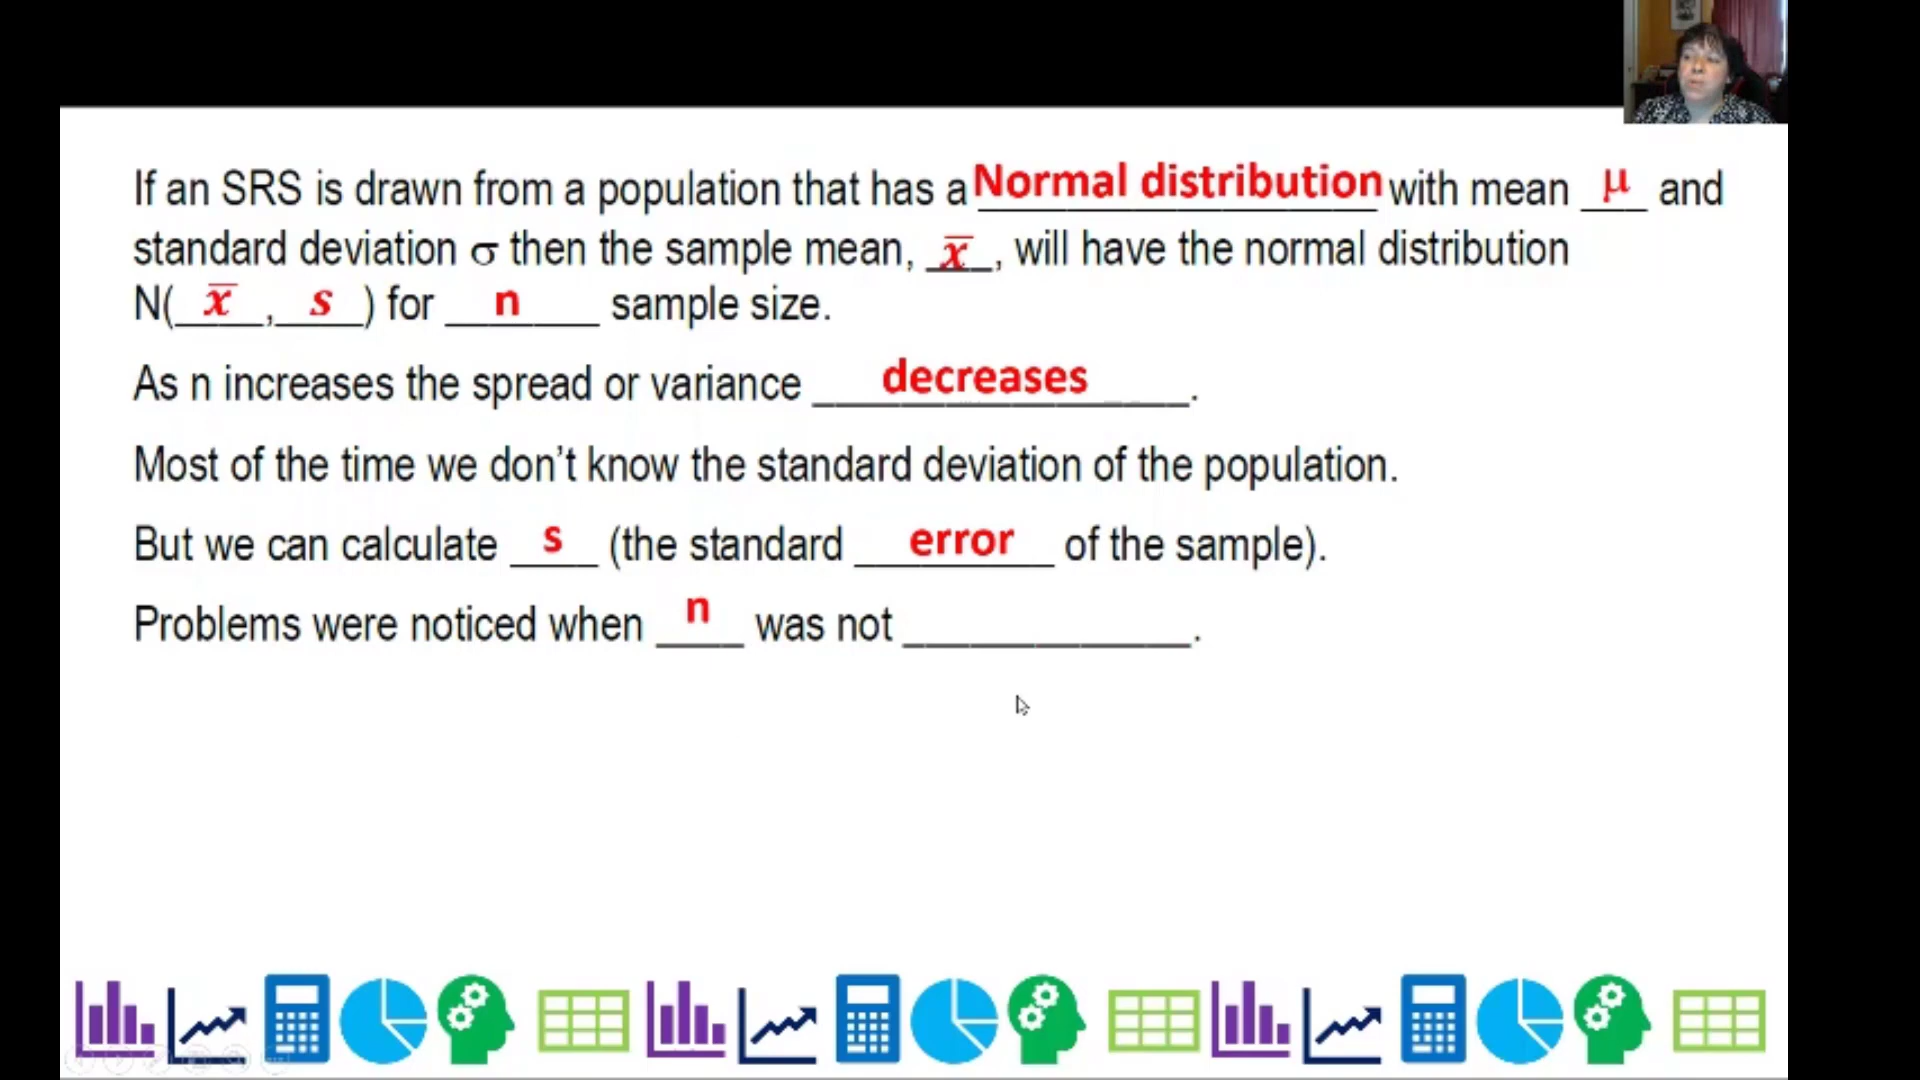 If an SRS is drawn from a population that has a Normal distribution with mean μ and
standard deviation σ then the sample mean, x̅, will have the normal distribution
N( x̅ , s ) for n sample size.
As n increases the spread or variance decreases.
Most of the time we don’t know the standard deviation of the population.
But we can calculate s (the standard error of the sample).
Problems were noticed when n was not ______________.